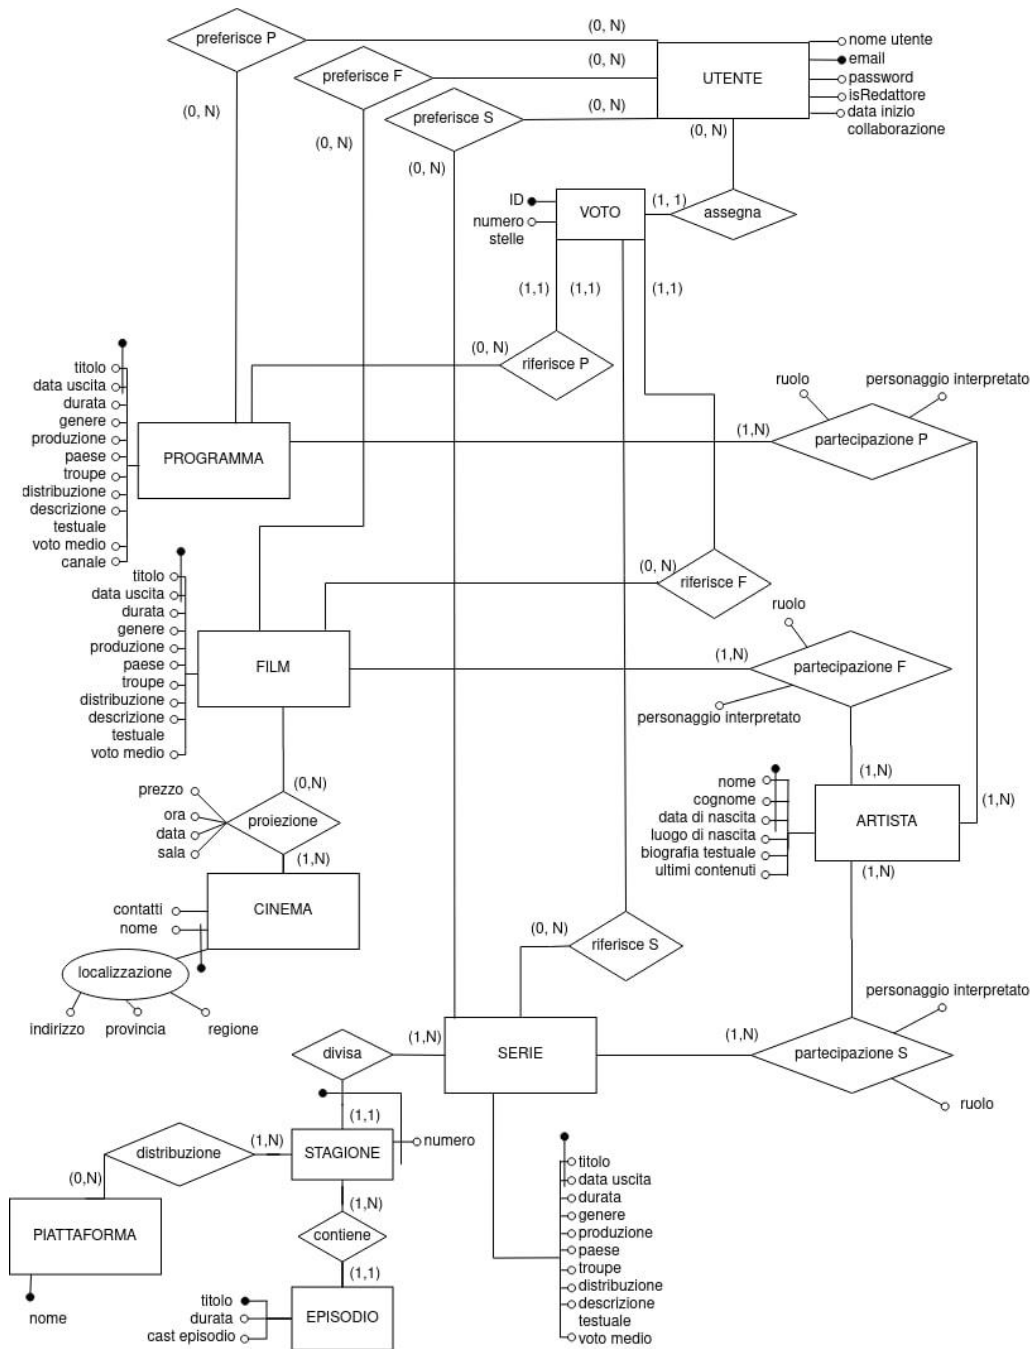 preferisce P
(0, N)
nome utente
email
UTENTE
password
isRedattore
data inizio
collaborazione
preferisce F
(0, N)
(0, N)
preferisce S
(0, N)
(0, N)
(0, N)
(0, N)
ID
VOTO
numero
stelle
(1, 1)
assegna
(1,1)
(1,1)
(1,1)
(0, N)
riferisce P
titolo
data uscita
durata
genere
produzione
paese
troupe
distribuzione
descrizione
testuale
voto medio
canale
PROGRAMMA
ruolo
personaggio interpretato
(1,N)
partecipazione P
(0, N)
riferisce F
titolo
data uscita
durata
genere
produzione
paese
troupe
distribuzione
descrizione
testuale
voto medio
FILM
ruolo
(1,N)
partecipazione F
personaggio interpretato
(1,N)
(1,N)
nome
cognome
data di nascita
luogo di nascita
biografia testuale
ultimi contenuti
ARTISTA
(1,N)
(0,N)
prezzo
ora
data
sala
proiezione
(1,N)
contatti
nome
CINEMA
localizzazione
indirizzo
provincia
regione
(0, N)
riferisce S
personaggio interpretato
divisa
(1,N)
SERIE
(1,N)
partecipazione S
ruolo
(1,1)
distribuzione
(1,N)
STAGIONE
numero
(0,N)
(1,N)
PIATTAFORMA
contiene
nome
(1,1)
titolo
durata
cast episodio
EPISODIO
titolo
data uscita
durata
genere
produzione
paese
troupe
distribuzione
descrizione
testuale
voto medio